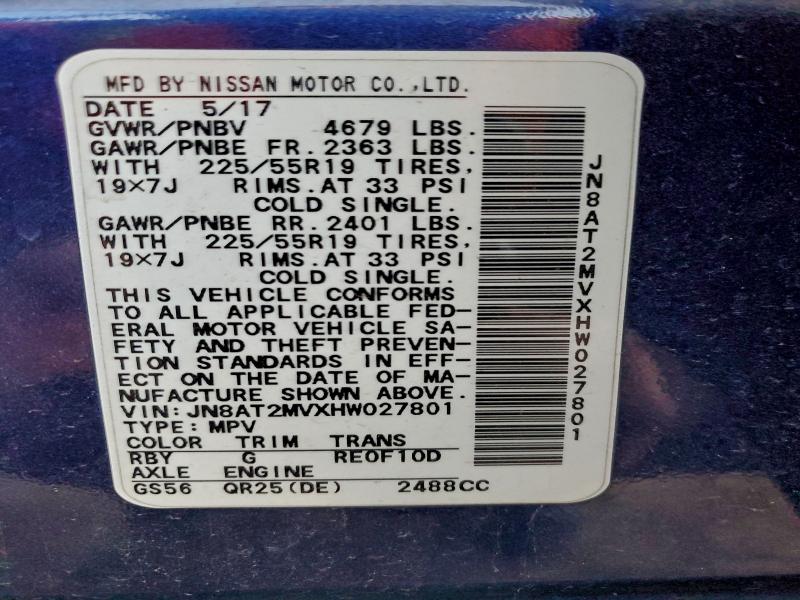 MFD BY NISSAN MOTOR CO.,LTD.
DATE 5/17
GVWR/PNBV 4679 LBS.
GAWR/PNBE FR. 2363 LBS.
WITH 225/55R19 TIRES,
19×7J RIMS.AT 33 PSI
COLD SINGLE.
GAWR/PNBE RR. 2401 LBS.
WITH 225/55R19 TIRES,
19×7J RIMS.AT 33 PSI
COLD SINGLE.
THIS VEHICLE CONFORMS
TO ALL APPLICABLE FED-
ERAL MOTOR VEHICLE SA-
FETY AND THEFT PREVEN-
TION STANDARDS IN EFF-
ECT ON THE DATE OF MA-
NUFACTURE SHOWN ABOVE.
VIN:JN8AT2MVXHW027801
TYPE:MPV
COLOR TRIM TRANS
RBY G RE0F10D
AXLE ENGINE
GS56 QR25(DE) 2488CC
JN8AT2MVXHW027801